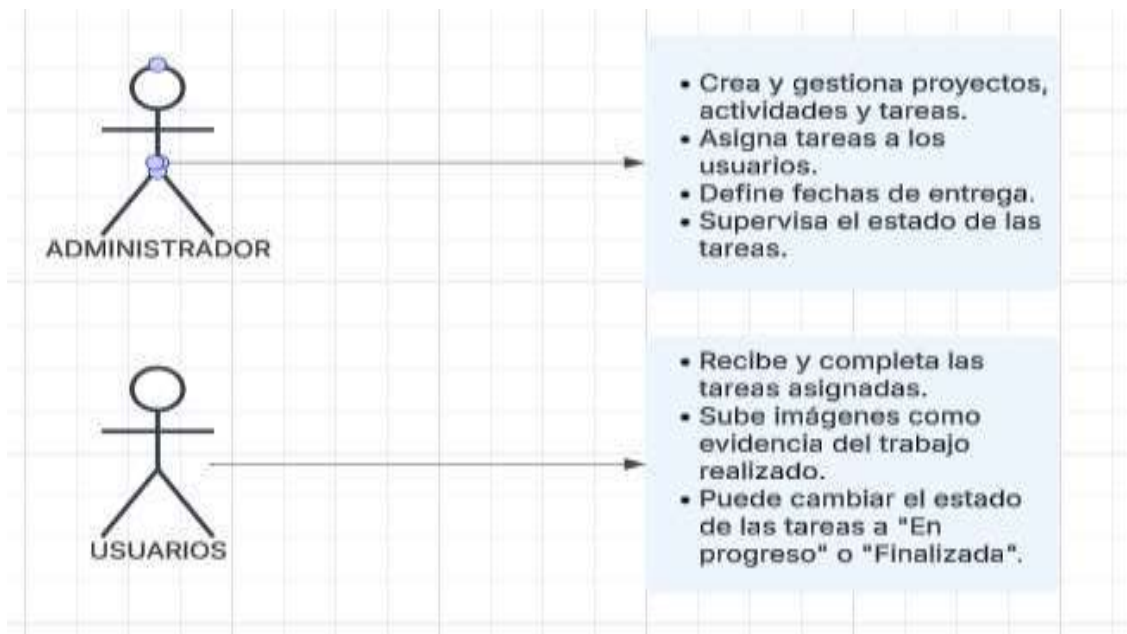 ADMINISTRADOR
• Crea y gestiona proyectos,
actividades y tareas.
• Asigna tareas a los
usuarios.
• Define fechas de entrega.
• Supervisa el estado de las
tareas.
USUARIOS
• Recibe y completa las
tareas asignadas.
• Sube imágenes como
evidencia del trabajo
realizado.
• Puede cambiar el estado
de las tareas a "En
progreso" o "Finalizada".